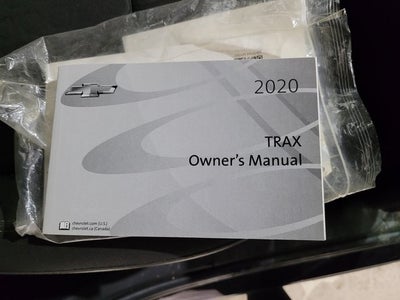 2020
TRAX
Owner's Manual
chevrolet.com (U.S.)
chevrolet.ca (Canada)